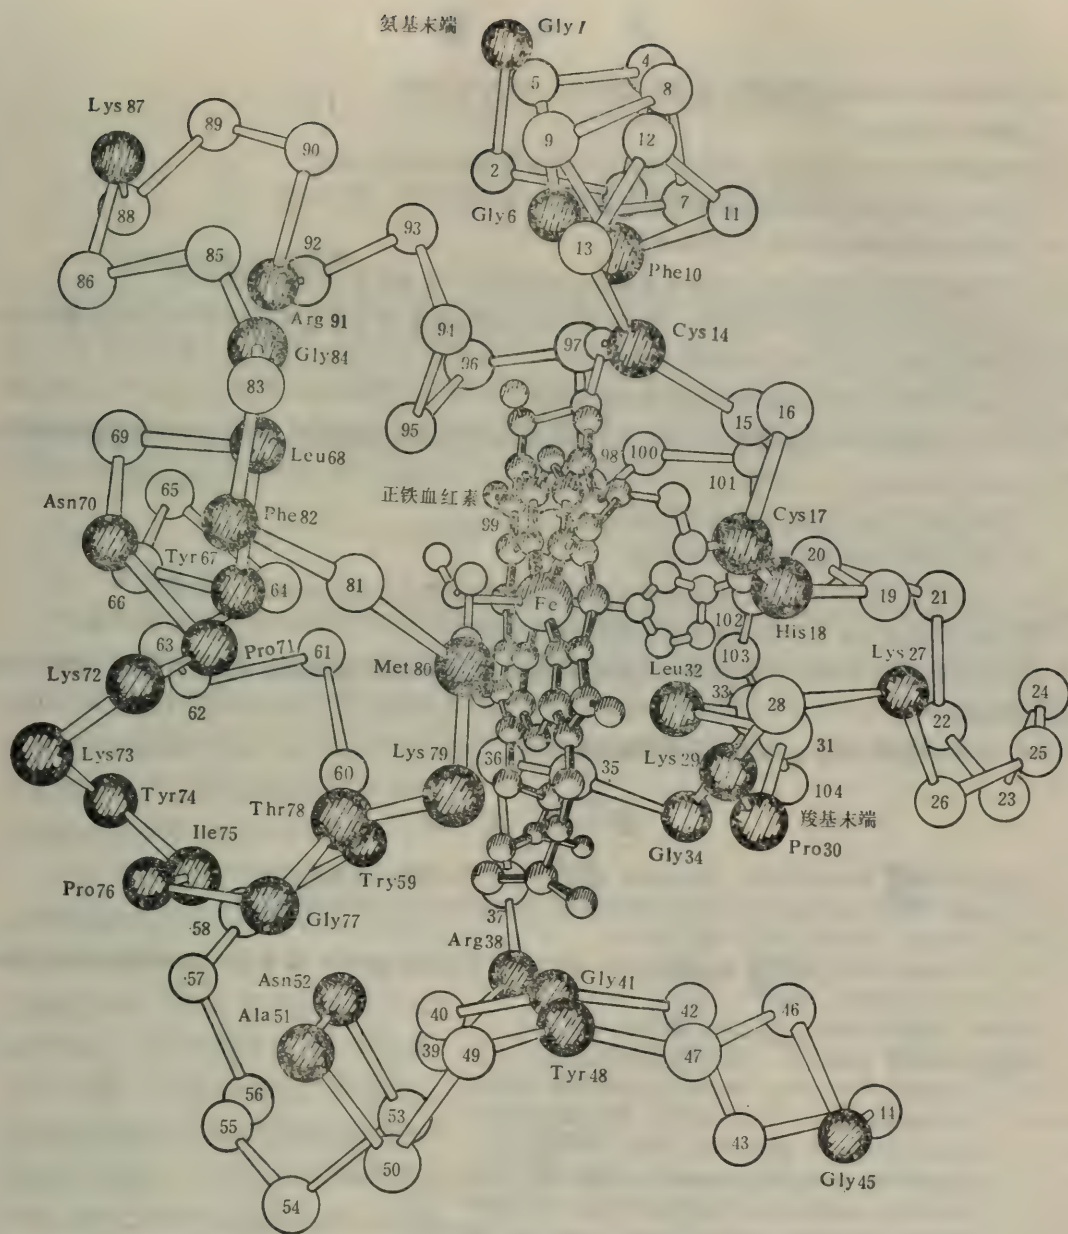 氨基末端
Gly 1
4
5
8
Lys 87
89
90
9
12
2
7
11
88
Gly 6
13
93
92
85
86
Phe 10
Arg 91
94
Cys 14
Gly 84
97
96
83
16
15
95
69
Leu 68
98
100
101
65
正铁血红素
Asn 70
Phe 82
99
Cys 17
Tyr 67
20
81
64
66
Fe
19
21
102
His 18
63
Pro 71
61
103
Lys 27
Lys 72
Met 80
Leu 32
33
28
24
62
22
Lys 73
Lys 79
31
25
36
35
Lys 29
60
104
26
23
Tyr 74
Thr 78
羧基末端
Ile 75
Gly 34
Pro 30
Try 59
Pro 76
58
Gly 77
37
Arg 38
57
Asn 52
Gly 41
Ala 51
40
42
46
39
49
47
Tyr 48
56
55
53
44
43
50
Gly 45
54